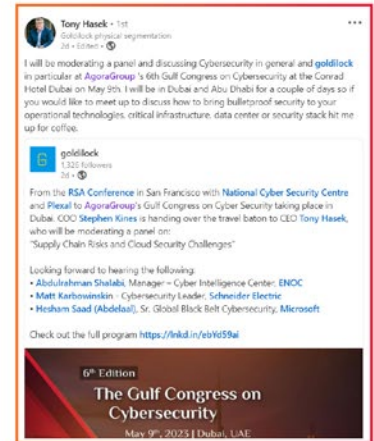 Tony Hasek • 1st
Goldilock physical segmentation
2d • Edited •
I will be moderating a panel and discussing Cybersecurity in general and goldilock
in particular at AgoraGroup 's 6th Gulf Congress on Cybersecurity at the Conrad
Hotel Dubai on May 9th. I will be in Dubai and Abu Dhabi for a couple of days so if
you would like to meet up to discuss how to bring bulletproof security to your
operational technologies, critical infrastructure, data center or security stack hit me
up for coffee.
goldilock
1,326 followers
2d •
From the RSA Conference in San Francisco with National Cyber Security Centre
and Plexal to AgoraGroup's Gulf Congress on Cyber Security taking place in
Dubai. COO Stephen Kines is handing over the travel baton to CEO Tony Hasek,
who will be moderating a panel on:
"Supply Chain Risks and Cloud Security Challenges"
Looking forward to hearing the following:
• Abdulrahman Shalabi, Manager – Cyber Intelligence Center, ENOC
• Matt Karbowinskin - Cybersecurity Leader, Schneider Electric
• Hesham Saad (Abdelaal), Sr. Global Black Belt Cybersecurity, Microsoft
Check out the full program https://lnkd.in/ebYd59ai
6th Edition
The Gulf Congress on
Cybersecurity
May 9th, 2023 | Dubai, UAE